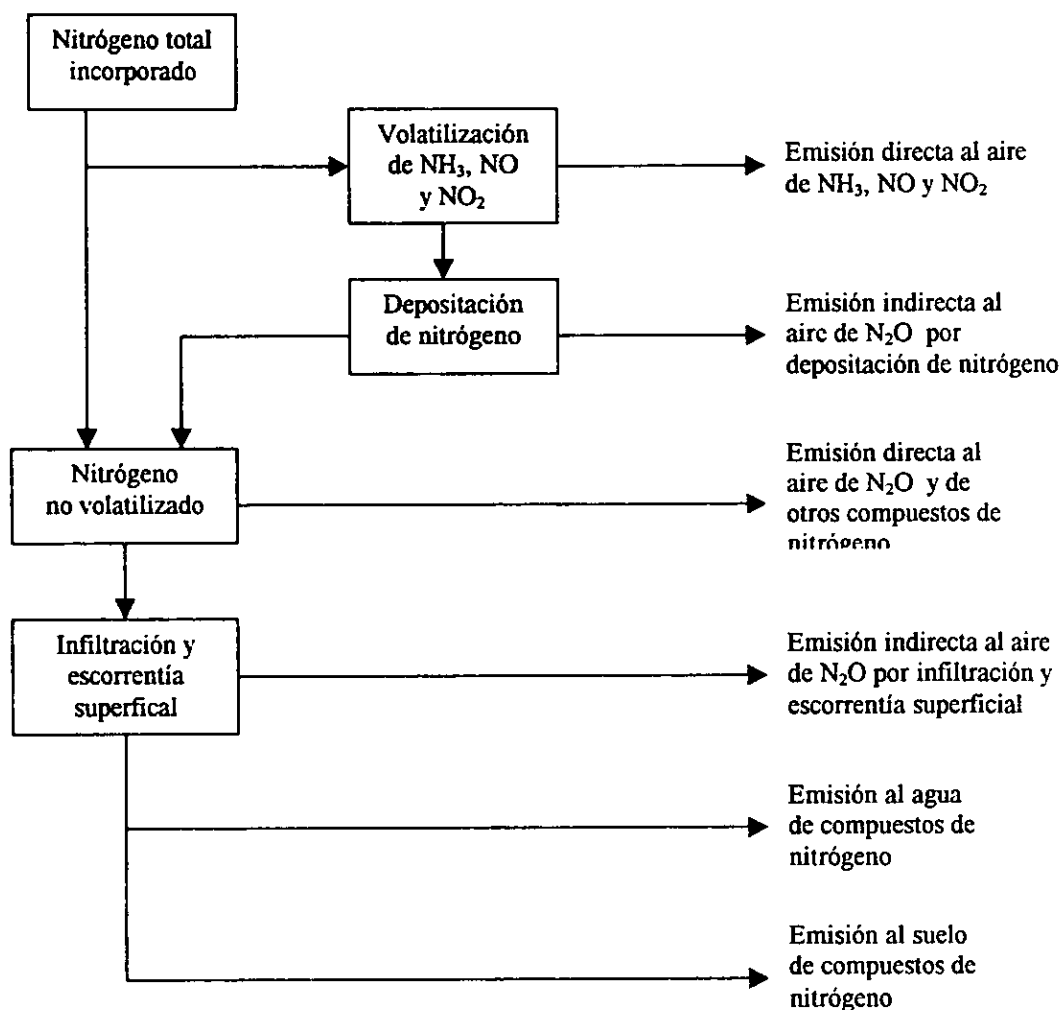 Nitrógeno total
incorporado
Volatilización
de NH₃, NO
y NO₂
Emisión directa al aire
de NH₃, NO y NO₂
Depositación
de nitrógeno
Emisión indirecta al
airc de N₂O por
depositación de nitrógeno
Nitrógeno
no volatilizado
Emisión directa al
aire de N₂O y de
otros compuestos de
nitrógeno
Infiltración y
escorrentía
superfical
Emisión indirecta al aire
de N₂O por infiltración y
escorrentía superficial
Emisión al agua
de compuestos de
nitrógeno
Emisión al suelo
de compuestos de
nitrógeno